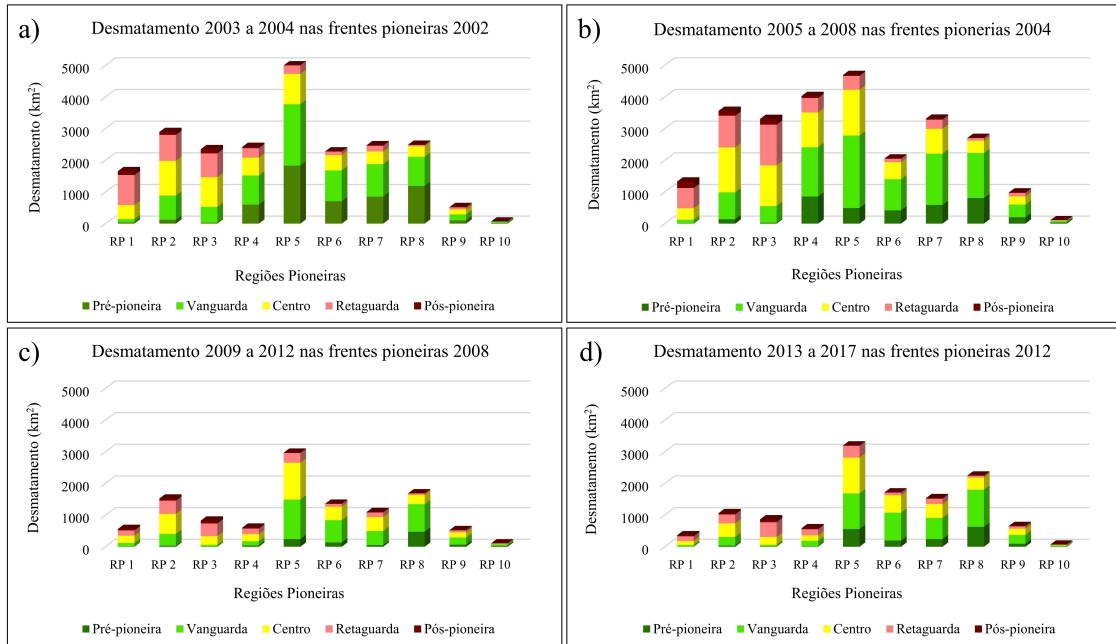 a)
Desmatamento 2003 a 2004 nas frentes pioneiras 2002
Desmatamento (km²)
5000
4000
3000
2000
1000
0
RP 1 RP 2 RP 3 RP 4 RP 5 RP 6 RP 7 RP 8 RP 9 RP 10
Regiões Pioneiras
Pré-pioneira Vanguarda Centro Retaguarda Pós-pioneira
b)
Desmatamento 2005 a 2008 nas frentes pionerias 2004
Desmatamento (km²)
5000
4000
3000
2000
1000
0
RP 1 RP 2 RP 3 RP 4 RP 5 RP 6 RP 7 RP 8 RP 9 RP 10
Regiões Pioneiras
Pré-pioneira Vanguarda Centro Retaguarda Pós-pioneira
c)
Desmatamento 2009 a 2012 nas frentes pioneiras 2008
Desmatamento (km²)
5000
4000
3000
2000
1000
0
RP 1 RP 2 RP 3 RP 4 RP 5 RP 6 RP 7 RP 8 RP 9 RP 10
Regiões Pioneiras
Pré-pioneira Vanguarda Centro Retaguarda Pós-pioneira
d)
Desmatamento 2013 a 2017 nas frentes pioneiras 2012
Desmatamento (km²)
5000
4000
3000
2000
1000
0
RP 1 RP 2 RP 3 RP 4 RP 5 RP 6 RP 7 RP 8 RP 9 RP 10
Regiões Pioneiras
Pré-pioneira Vanguarda Centro Retaguarda Pós-pioneira